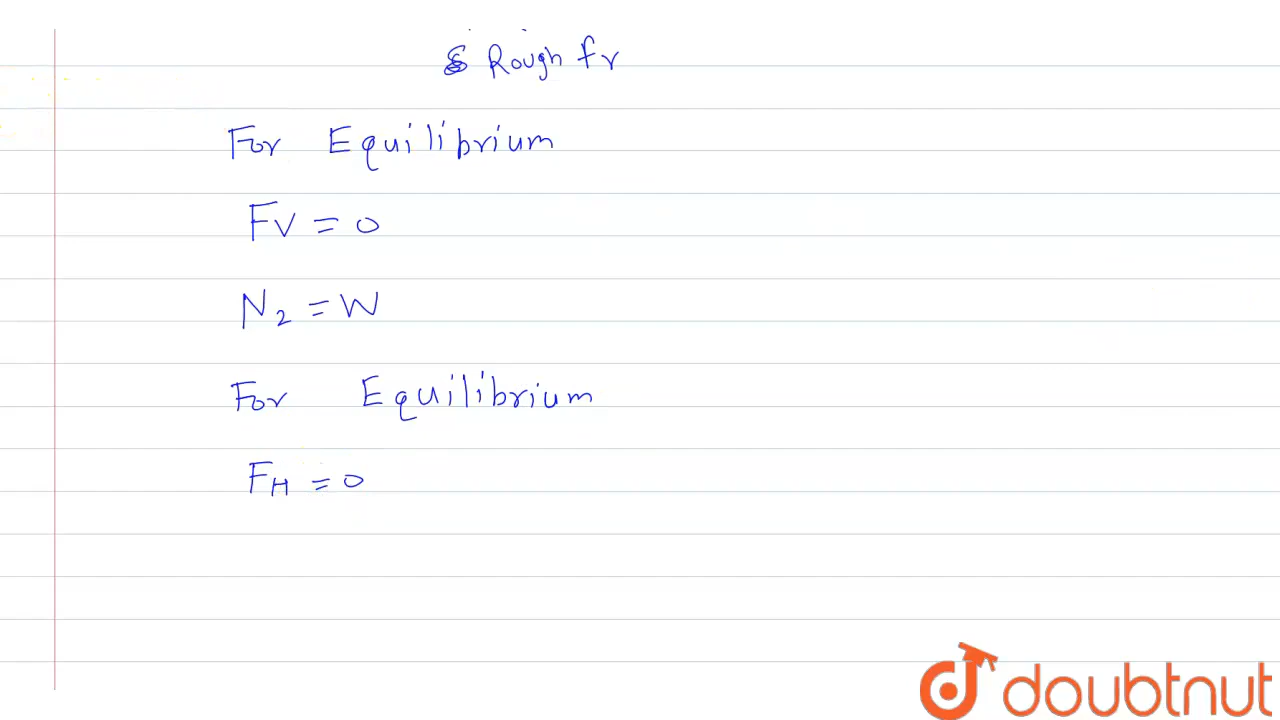 Rough fr
For Equilibrium
FV = 0
N2 = W
For Equilibrium
FH = 0
doubtnut